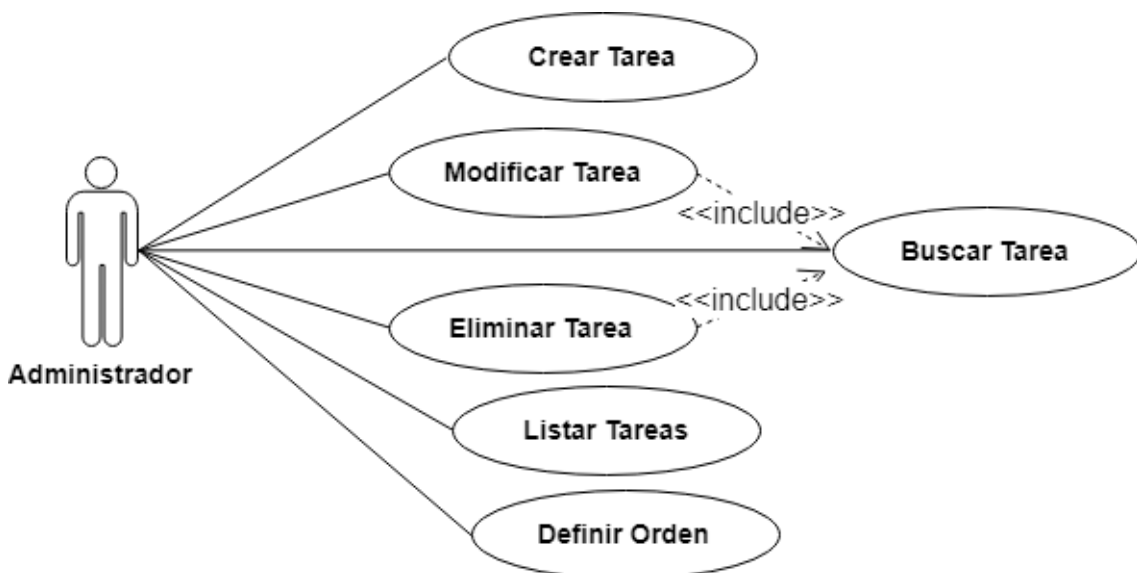 Crear Tarea
Modificar Tarea
<<include>>
Buscar Tarea
<<include>>
Eliminar Tarea
Administrador
Listar Tareas
Definir Orden